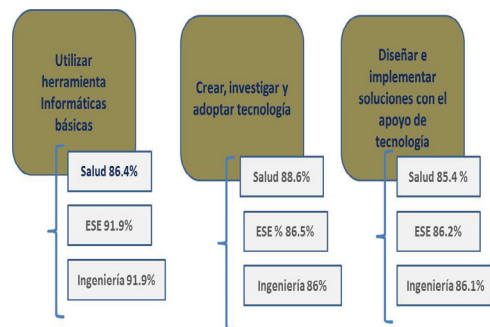 Utilizar
herramienta
Informáticas
básicas
Salud 86.4%
ESE 91.9%
Ingeniería 91.9%
Crear, investigar y
adoptar tecnología
Salud 88.6%
ESE % 86.5%
Ingeniería 86%
Diseñar e
implementar
soluciones con el
apoyo de
tecnología
Salud 85.4 %
ESE 86.2%
Ingeniería 86.1%